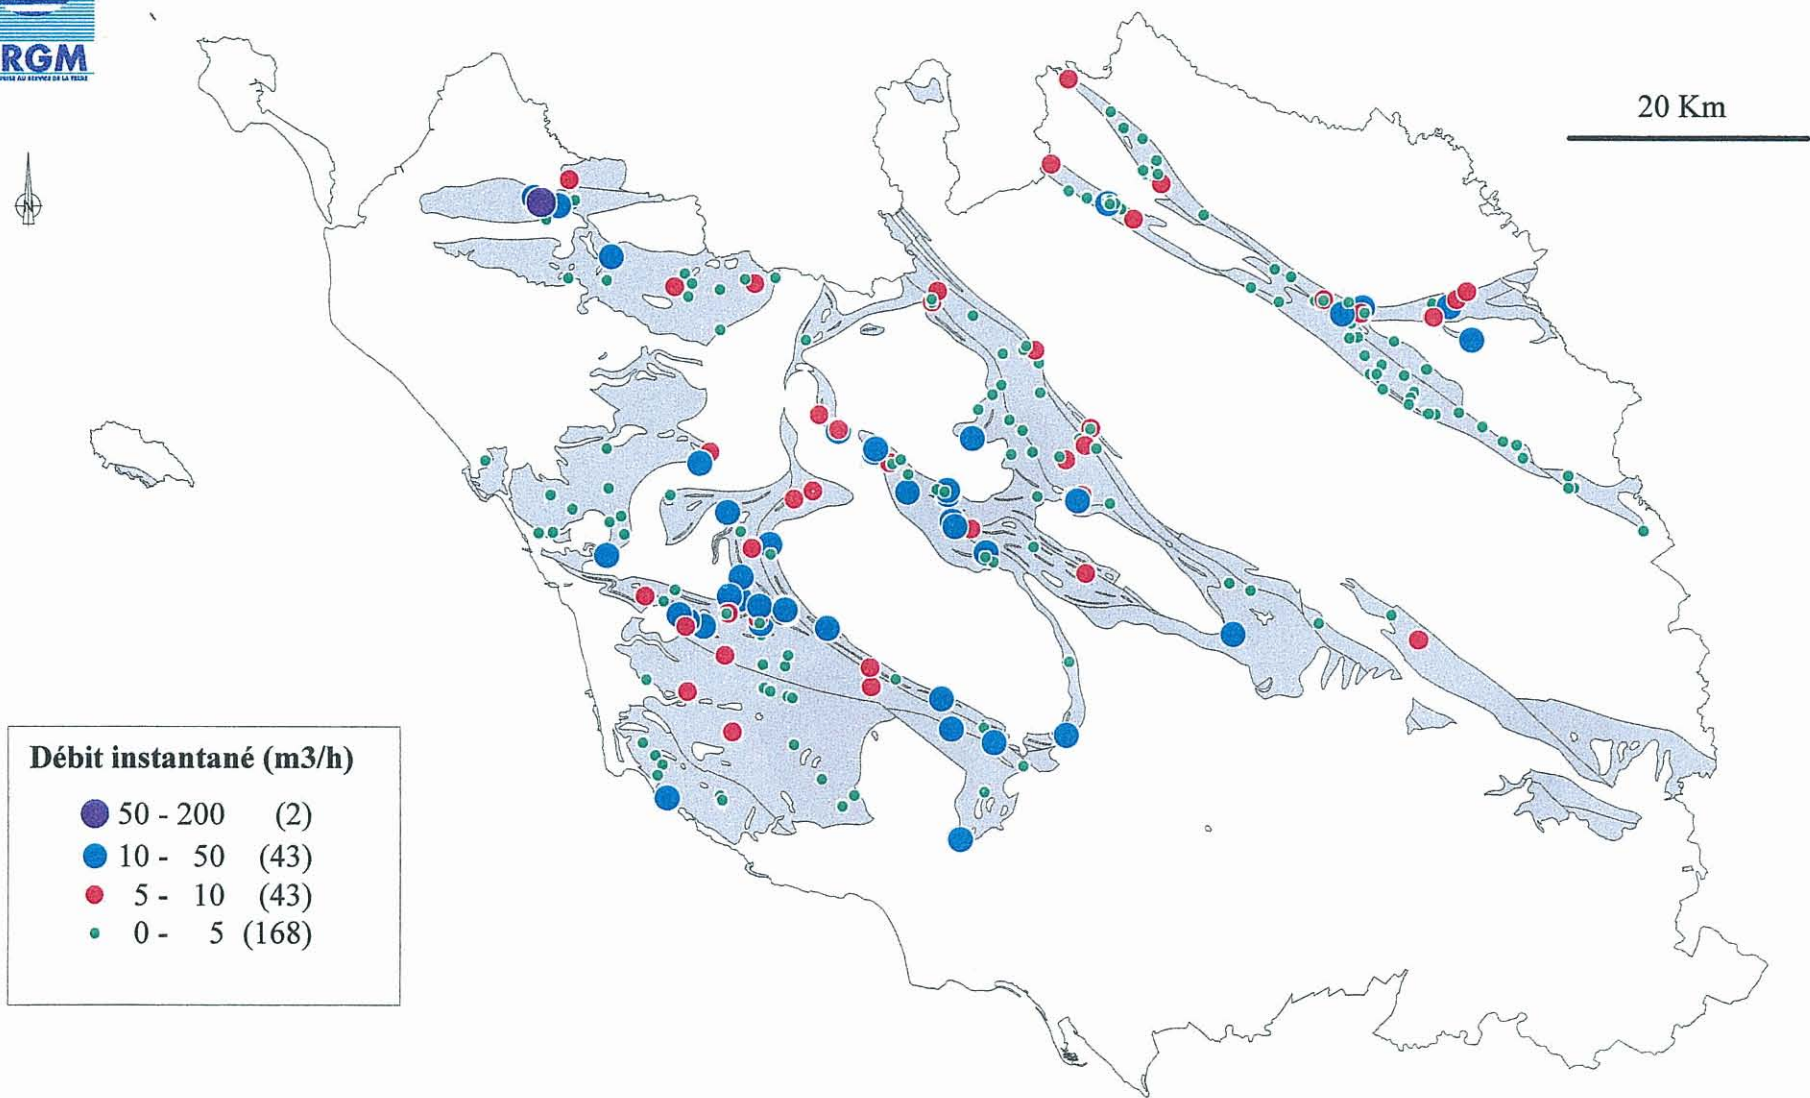 RGM
20 Km
N
Débit instantané (m3/h)
50 - 200 (2)
10 - 50 (43)
5 - 10 (43)
0 - 5 (168)